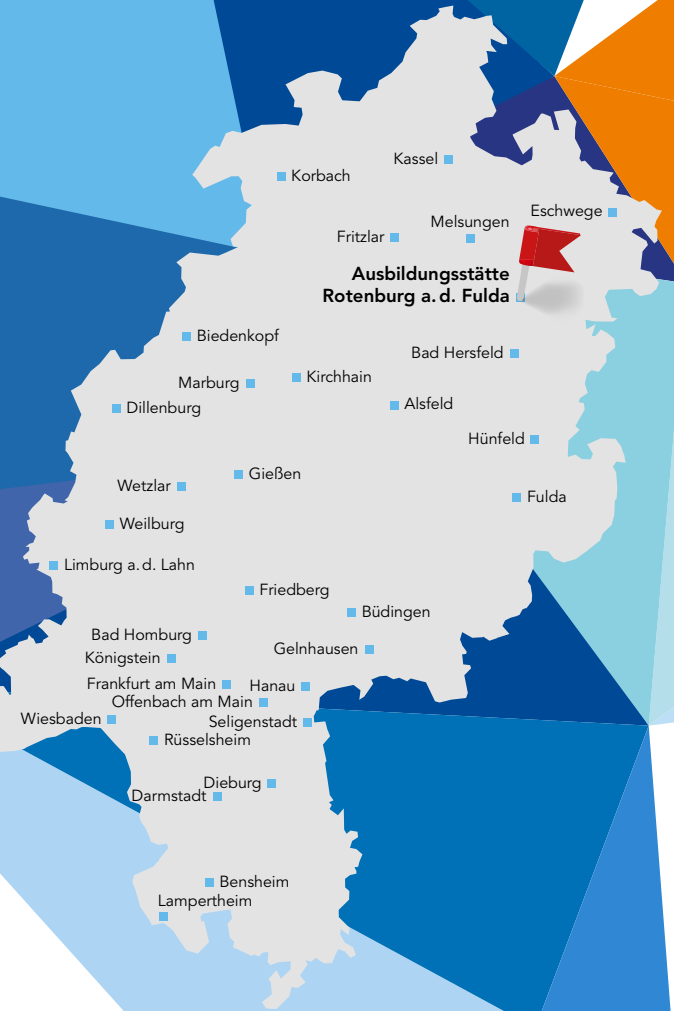 Kassel
Korbach
Eschwege
Melsungen
Fritzlar
Ausbildungsstätte
Rotenburg a. d. Fulda
Biedenkopf
Bad Hersfeld
Kirchhain
Marburg
Alsfeld
Dillenburg
Hünfeld
Gießen
Wetzlar
Fulda
Weilburg
Limburg a. d. Lahn
Friedberg
Büdingen
Bad Homburg
Gelnhausen
Königstein
Frankfurt am Main
Hanau
Offenbach am Main
Wiesbaden
Seligenstadt
Rüsselsheim
Dieburg
Darmstadt
Bensheim
Lampertheim